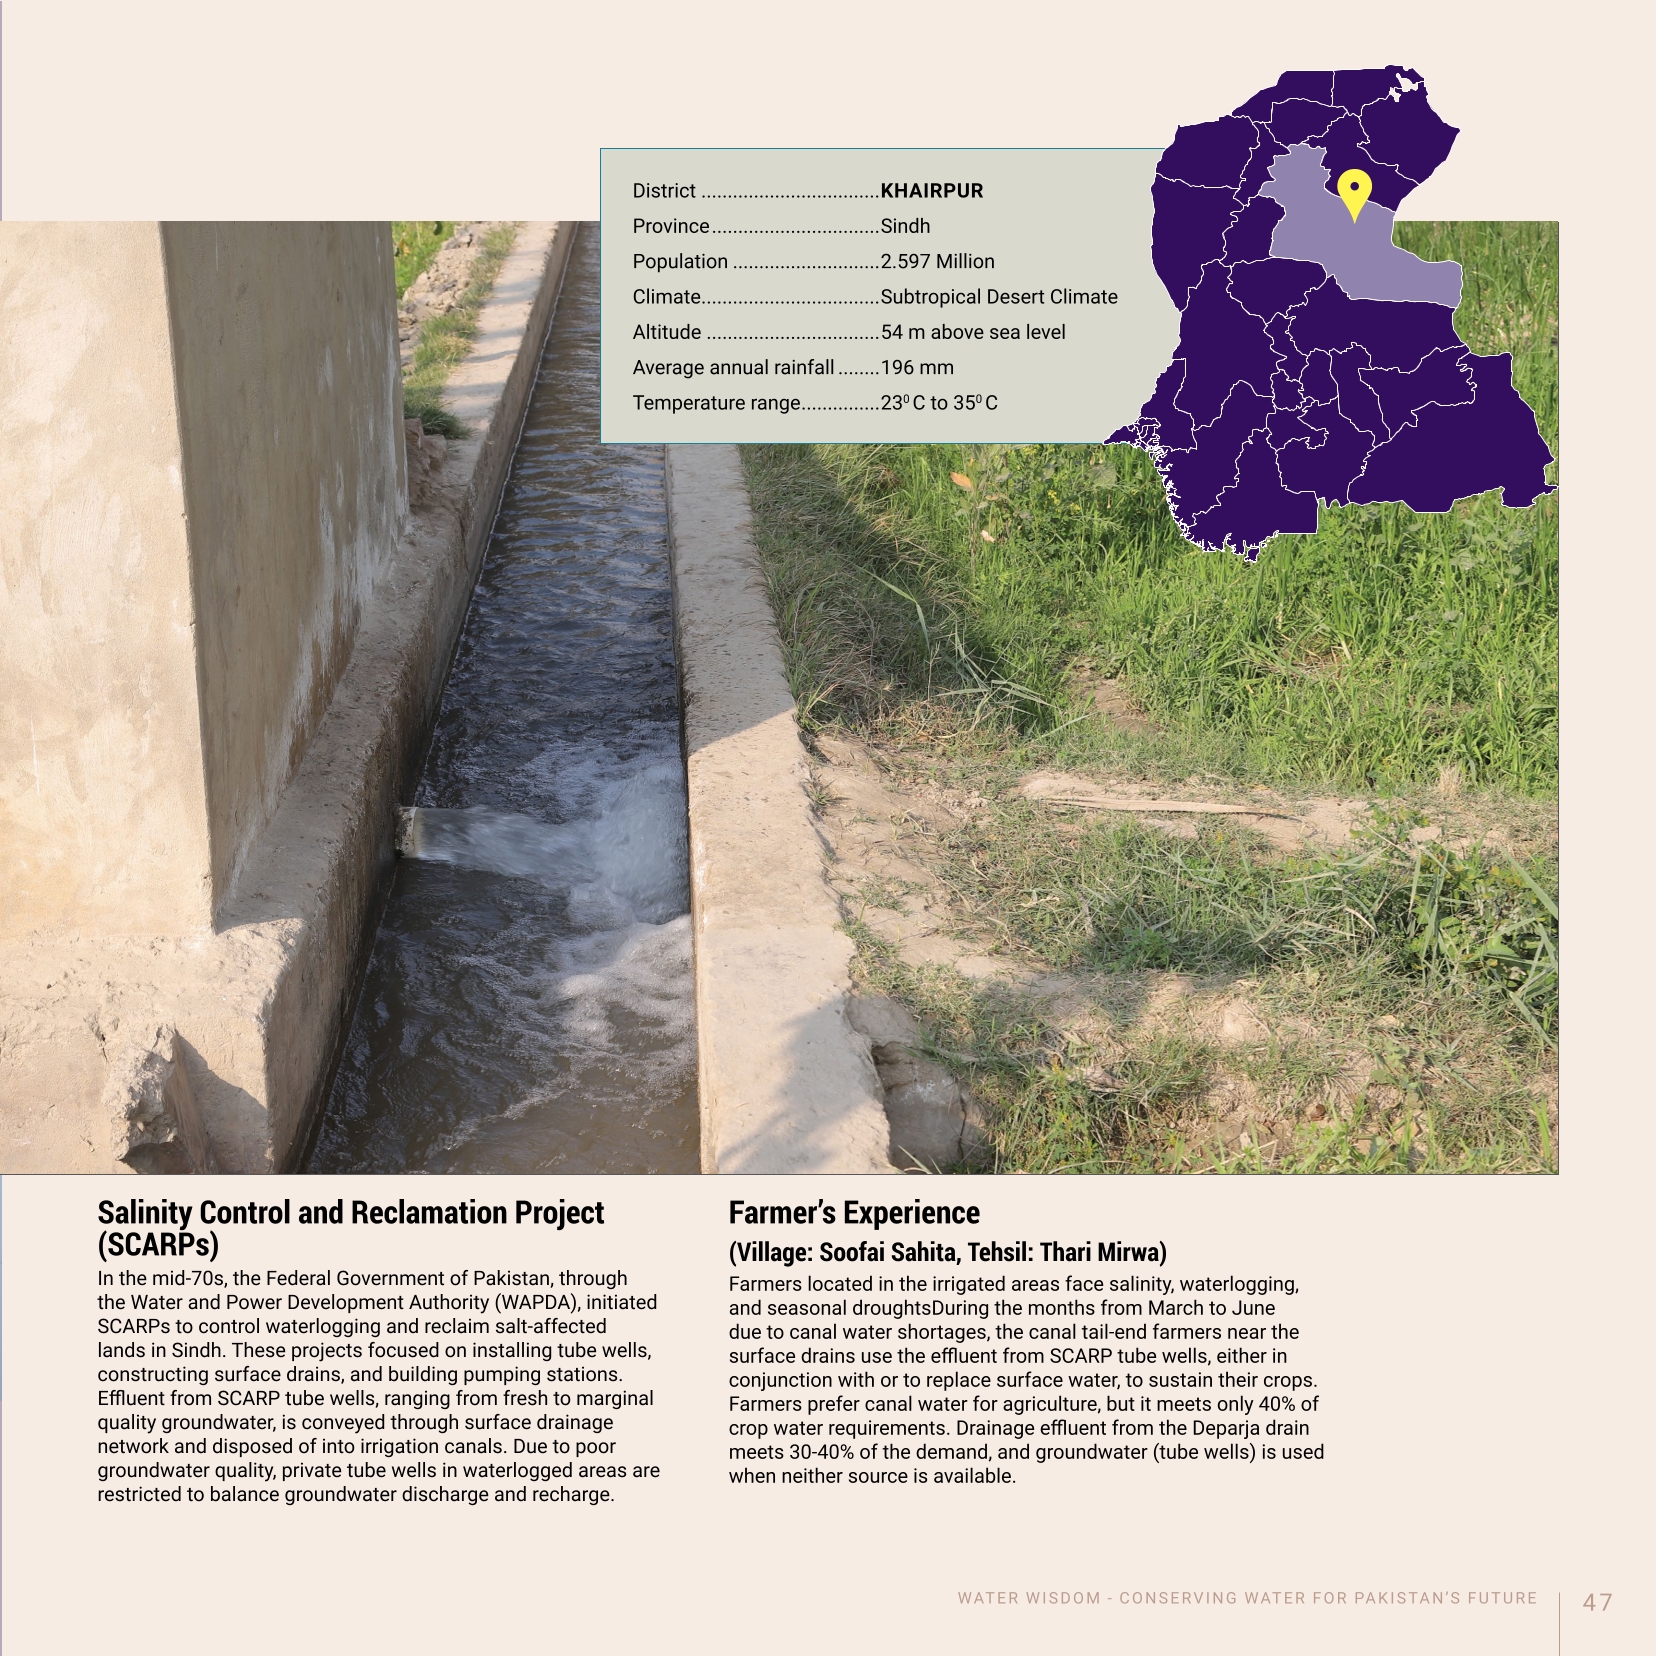 District ..................................KHAIRPUR
Province................................Sindh
Population ............................2.597 Million
Climate..................................Subtropical Desert Climate
Altitude .................................54 m above sea level
Average annual rainfall ........196 mm
Temperature range...............23⁰ C to 35⁰ C
Salinity Control and Reclamation Project
(SCARPs)
In the mid-70s, the Federal Government of Pakistan, through
the Water and Power Development Authority (WAPDA), initiated
SCARPs to control waterlogging and reclaim salt-affected
lands in Sindh. These projects focused on installing tube wells,
constructing surface drains, and building pumping stations.
Effluent from SCARP tube wells, ranging from fresh to marginal
quality groundwater, is conveyed through surface drainage
network and disposed of into irrigation canals. Due to poor
groundwater quality, private tube wells in waterlogged areas are
restricted to balance groundwater discharge and recharge.
Farmer’s Experience
(Village: Soofai Sahita, Tehsil: Thari Mirwa)
Farmers located in the irrigated areas face salinity, waterlogging,
and seasonal droughtsDuring the months from March to June
due to canal water shortages, the canal tail-end farmers near the
surface drains use the effluent from SCARP tube wells, either in
conjunction with or to replace surface water, to sustain their crops.
Farmers prefer canal water for agriculture, but it meets only 40% of
crop water requirements. Drainage effluent from the Deparja drain
meets 30-40% of the demand, and groundwater (tube wells) is used
when neither source is available.
WATER WISDOM - CONSERVING WATER FOR PAKISTAN’S FUTURE
47